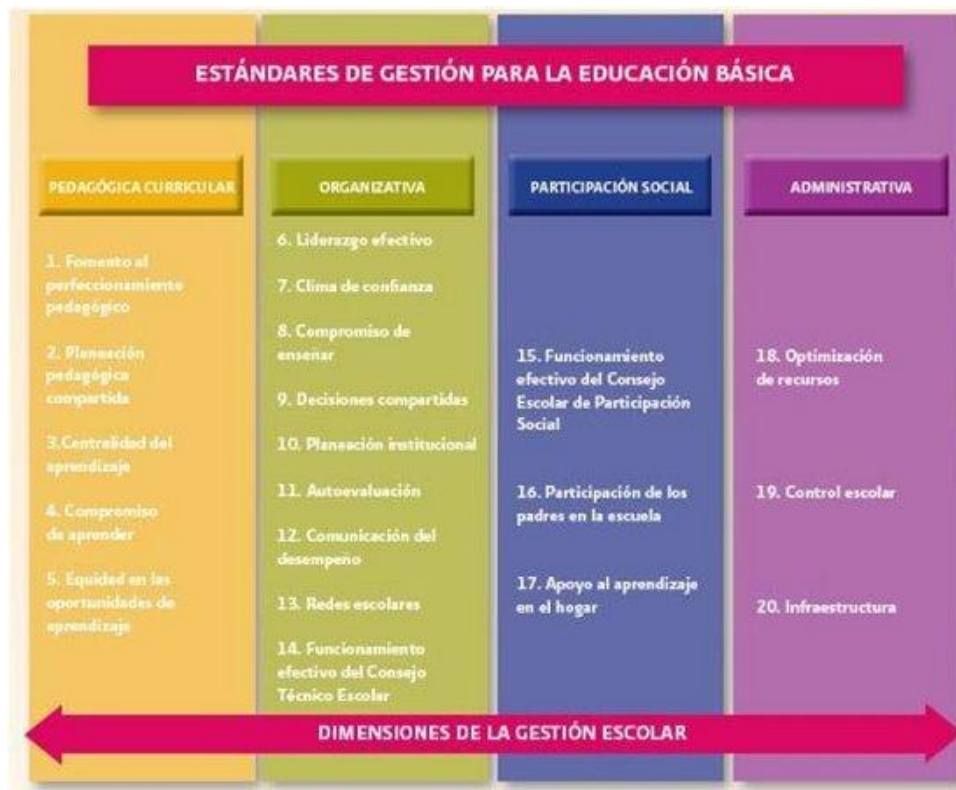 ESTÁNDARES DE GESTIÓN PARA LA EDUCACIÓN BÁSICA
PEDAGÓGICA CURRICULAR
1. Fomento al
perfeccionamiento
pedagógico
2. Planeación
pedagógica
compartida
3.Centralidad del
aprendizaje
4. Compromiso
de aprender
5. Equidad en las
oportunidades de
aprendizaje
ORGANIZATIVA
6. Liderazgo efectivo
7. Clima de confianza
8. Compromiso de
enseñar
9. Decisiones compartidas
10. Planeación institucional
11. Autoevaluación
12. Comunicación del
desempeño
13. Redes escolares
14. Funcionamiento
efectivo del Consejo
Técnico Escolar
PARTICIPACIÓN SOCIAL
15. Funcionamiento
efectivo del Consejo
Escolar de Participación
Social
16. Participación de los
padres en la escuela
17. Apoyo al aprendizaje
en el hogar
ADMINISTRATIVA
18. Optimización
de recursos
19. Control escolar
20. Infraestructura
DIMENSIONES DE LA GESTIÓN ESCOLAR